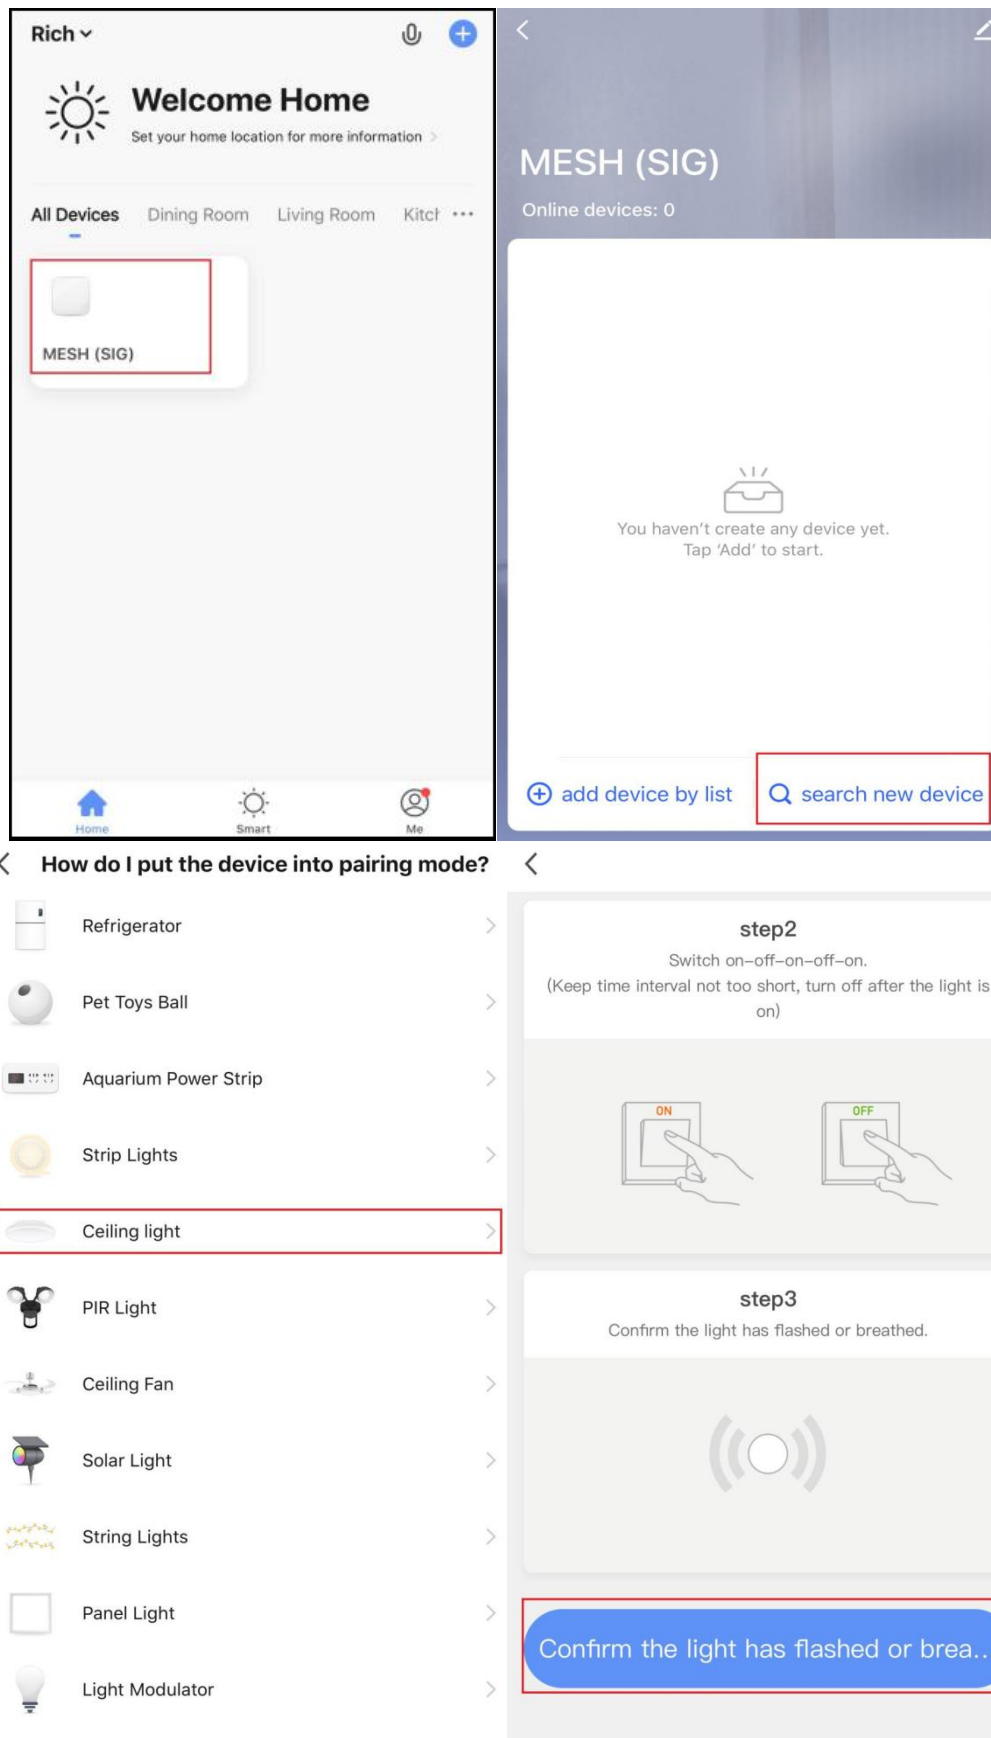 Rich
Welcome Home
Set your home location for more information
All Devices Dining Room Living Room Kitch
MESH (SIG)
Home Smart Me
MESH (SIG)
Online devices: 0
You haven't create any device yet.
Tap ‘Add’ to start.
add device by list search new device
How do I put the device into pairing mode?
Refrigerator
Pet Toys Ball
Aquarium Power Strip
Strip Lights
Ceiling light
PIR Light
Ceiling Fan
Solar Light
String Lights
Panel Light
Light Modulator
step2
Switch on–off–on–off–on.
(Keep time interval not too short, turn off after the light is
on)
ON OFF
step3
Confirm the light has flashed or breathed.
Confirm the light has flashed or brea..